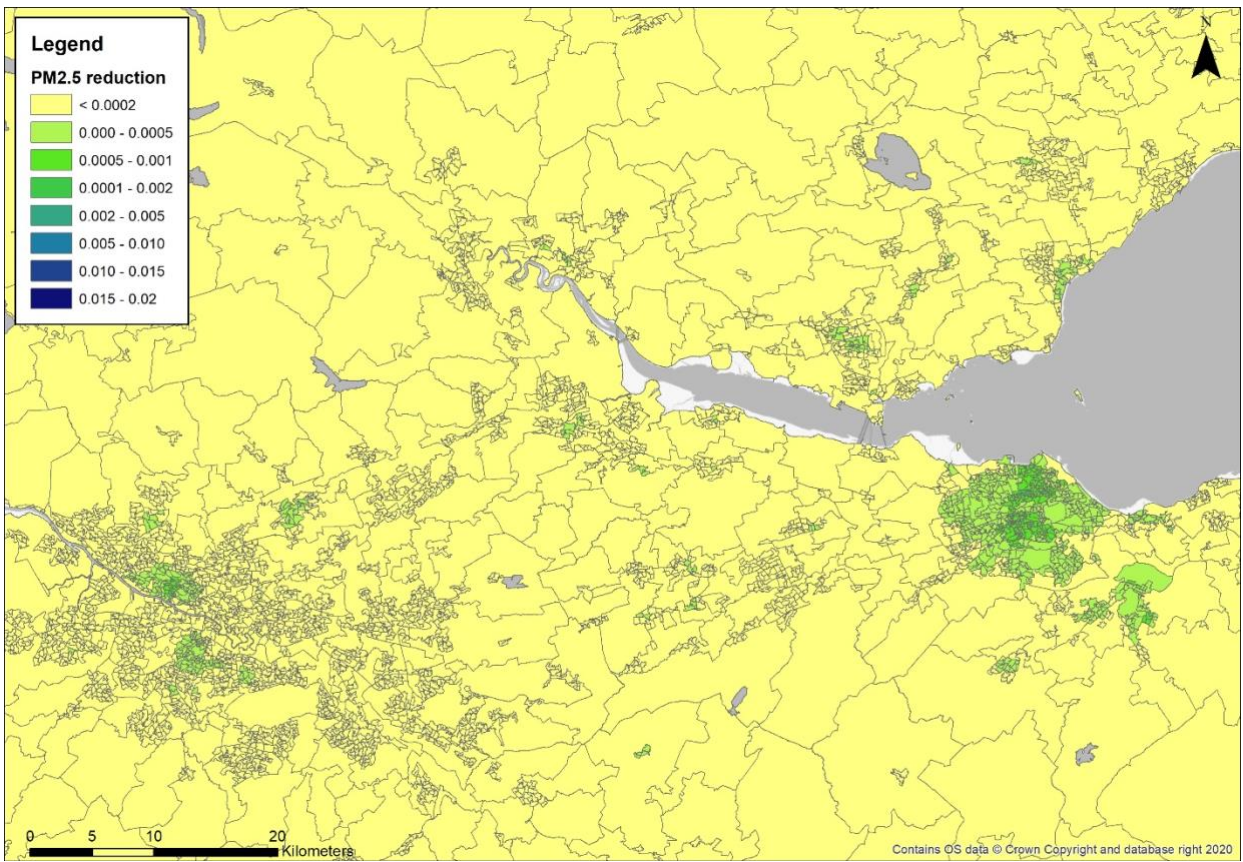 Legend
PM2.5 reduction
< 0.0002
0.000 - 0.0005
0.0005 - 0.001
0.0001 - 0.002
0.002 - 0.005
0.005 - 0.010
0.010 - 0.015
0.015 - 0.02
N
0 5 10 20
Kilometers
Contains OS data © Crown Copyright and database right 2020